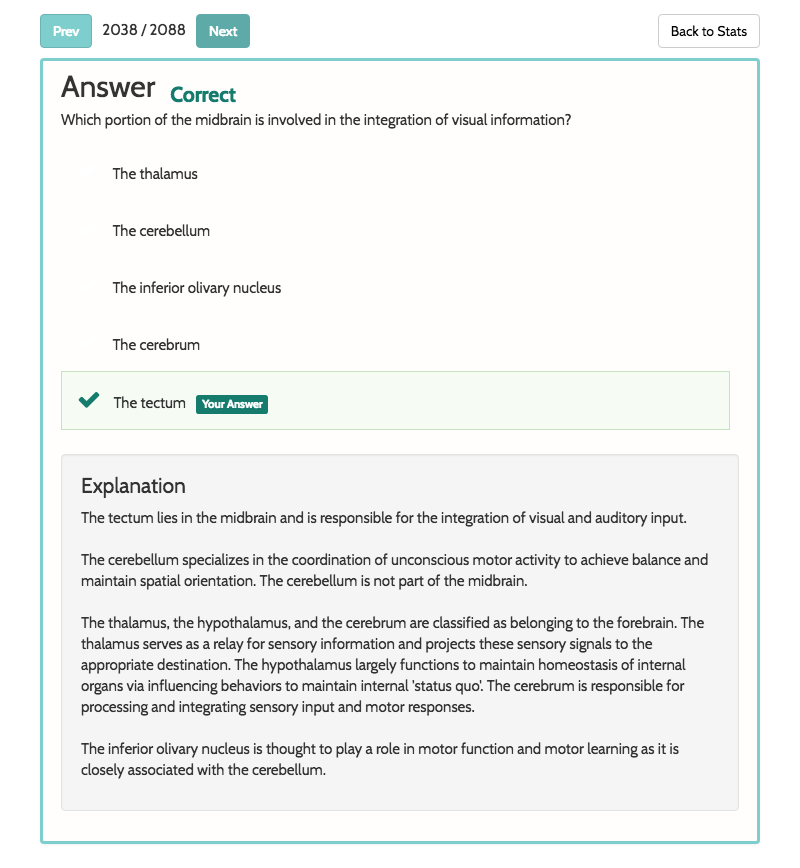 Prev 2038 / 2088 Next Back to Stats
Answer Correct
Which portion of the midbrain is involved in the integration of visual information?
The thalamus
The cerebellum
The inferior olivary nucleus
The cerebrum
The tectum Your Answer
Explanation
The tectum lies in the midbrain and is responsible for the integration of visual and auditory input.
The cerebellum specializes in the coordination of unconscious motor activity to achieve balance and
maintain spatial orientation. The cerebellum is not part of the midbrain.
The thalamus, the hypothalamus, and the cerebrum are classified as belonging to the forebrain. The
thalamus serves as a relay for sensory information and projects these sensory signals to the
appropriate destination. The hypothalamus largely functions to maintain homeostasis of internal
organs via influencing behaviors to maintain internal 'status quo'. The cerebrum is responsible for
processing and integrating sensory input and motor responses.
The inferior olivary nucleus is thought to play a role in motor function and motor learning as it is
closely associated with the cerebellum.